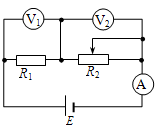 V₁ V₂
R₁ R₂
A
E